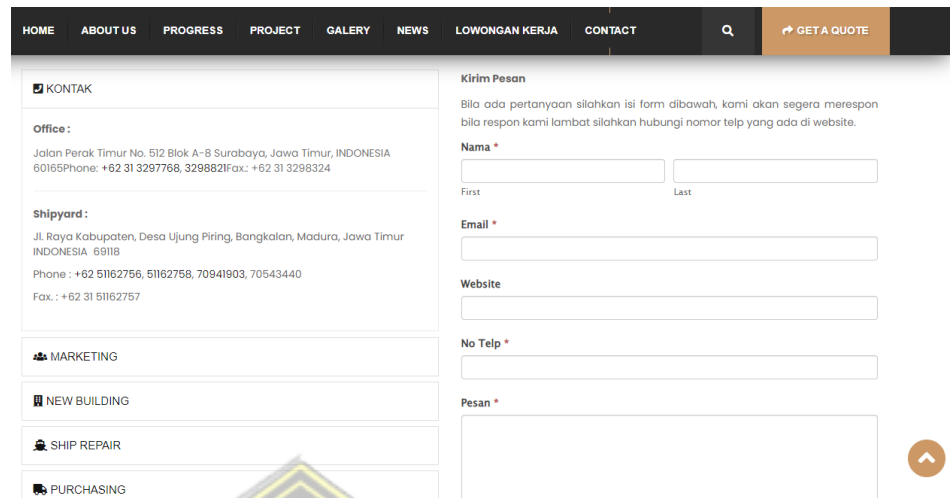 HOME ABOUT US PROGRESS PROJECT GALERY NEWS LOWONGAN KERJA CONTACT GET A QUOTE
KONTAK
Office :
Jalan Perak Timur No. 512 Blok A-8 Surabaya, Jawa Timur, INDONESIA
60165Phone: +62 31 3297768, 3298821Fax.: +62 31 3298324
Shipyard :
Jl. Raya Kabupaten, Desa Ujung Piring, Bangkalan, Madura, Jawa Timur
INDONESIA 69118
Phone : +62 51162756, 51162758, 70941903, 70543440
Fax. : +62 31 51162757
MARKETING
NEW BUILDING
SHIP REPAIR
PURCHASING
Kirim Pesan
Bila ada pertanyaan silahkan isi form dibawah, kami akan segera merespon
bila respon kami lambat silahkan hubungi nomor telp yang ada di website.
Nama *
First Last
Email *
Website
No Telp *
Pesan *